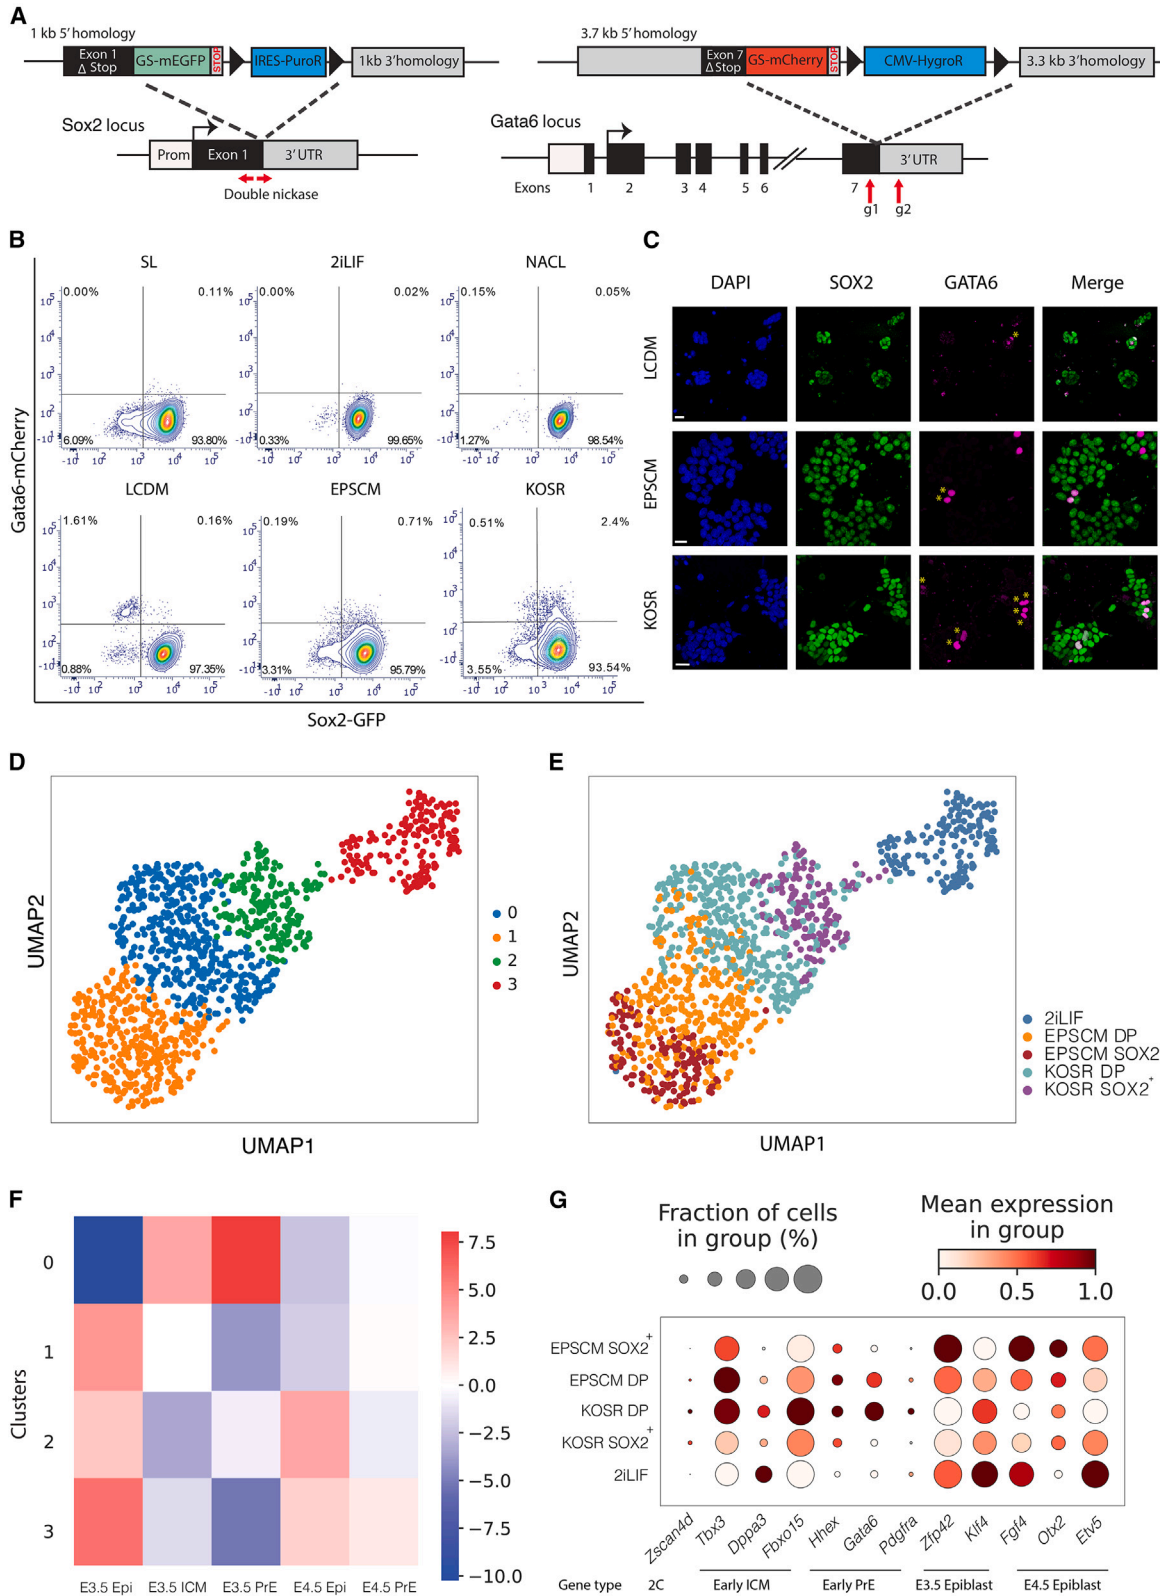 A
1 kb 5' homology
Exon 1
Δ Stop
GS-mEGFP
STOP
IRES-PuroR
1kb 3'homology
Sox2 locus
Prom
Exon 1
3' UTR
Double nickase
3.7 kb 5' homology
Exon 7
Δ Stop
GS-mCherry
STOP
CMV-HygroR
3.3 kb 3'homology
Gata6 locus
3' UTR
Exons 1 2 3 4 5 6 7
g1 g2
B
SL 2iLIF NACL
0.00% 0.11% 0.00% 0.02% 0.15% 0.05%
6.09% 93.80% 0.33% 99.65% 1.27% 98.54%
LCDM EPSCM KOSR
1.61% 0.16% 0.19% 0.71% 0.51% 2.4%
0.88% 97.35% 3.31% 95.79% 3.55% 93.54%
Gata6-mCherry
Sox2-GFP
C
DAPI SOX2 GATA6 Merge
LCDM
EPSCM
KOSR
D
UMAP2
UMAP1
0
1
2
3
E
UMAP2
UMAP1
2iLIF
EPSCM DP
EPSCM SOX2
KOSR DP
KOSR SOX2+
F
Clusters
0
1
2
3
E3.5 Epi E3.5 ICM E3.5 PrE E4.5 Epi E4.5 PrE
7.5
5.0
2.5
0.0
−2.5
−5.0
−7.5
−10.0
G
Fraction of cells
in group (%)
Mean expression
in group
0.0 0.5 1.0
EPSCM SOX2+
EPSCM DP
KOSR DP
KOSR SOX2+
2iLIF
Zscan4d Tbx3 Dppa3 Fbxo15 Hhex Gata6 Pdgfra Zfp42 Klf4 Fgf4 Otx2 Etv5
Gene type 2C Early ICM Early PrE E3.5 Epiblast E4.5 Epiblast